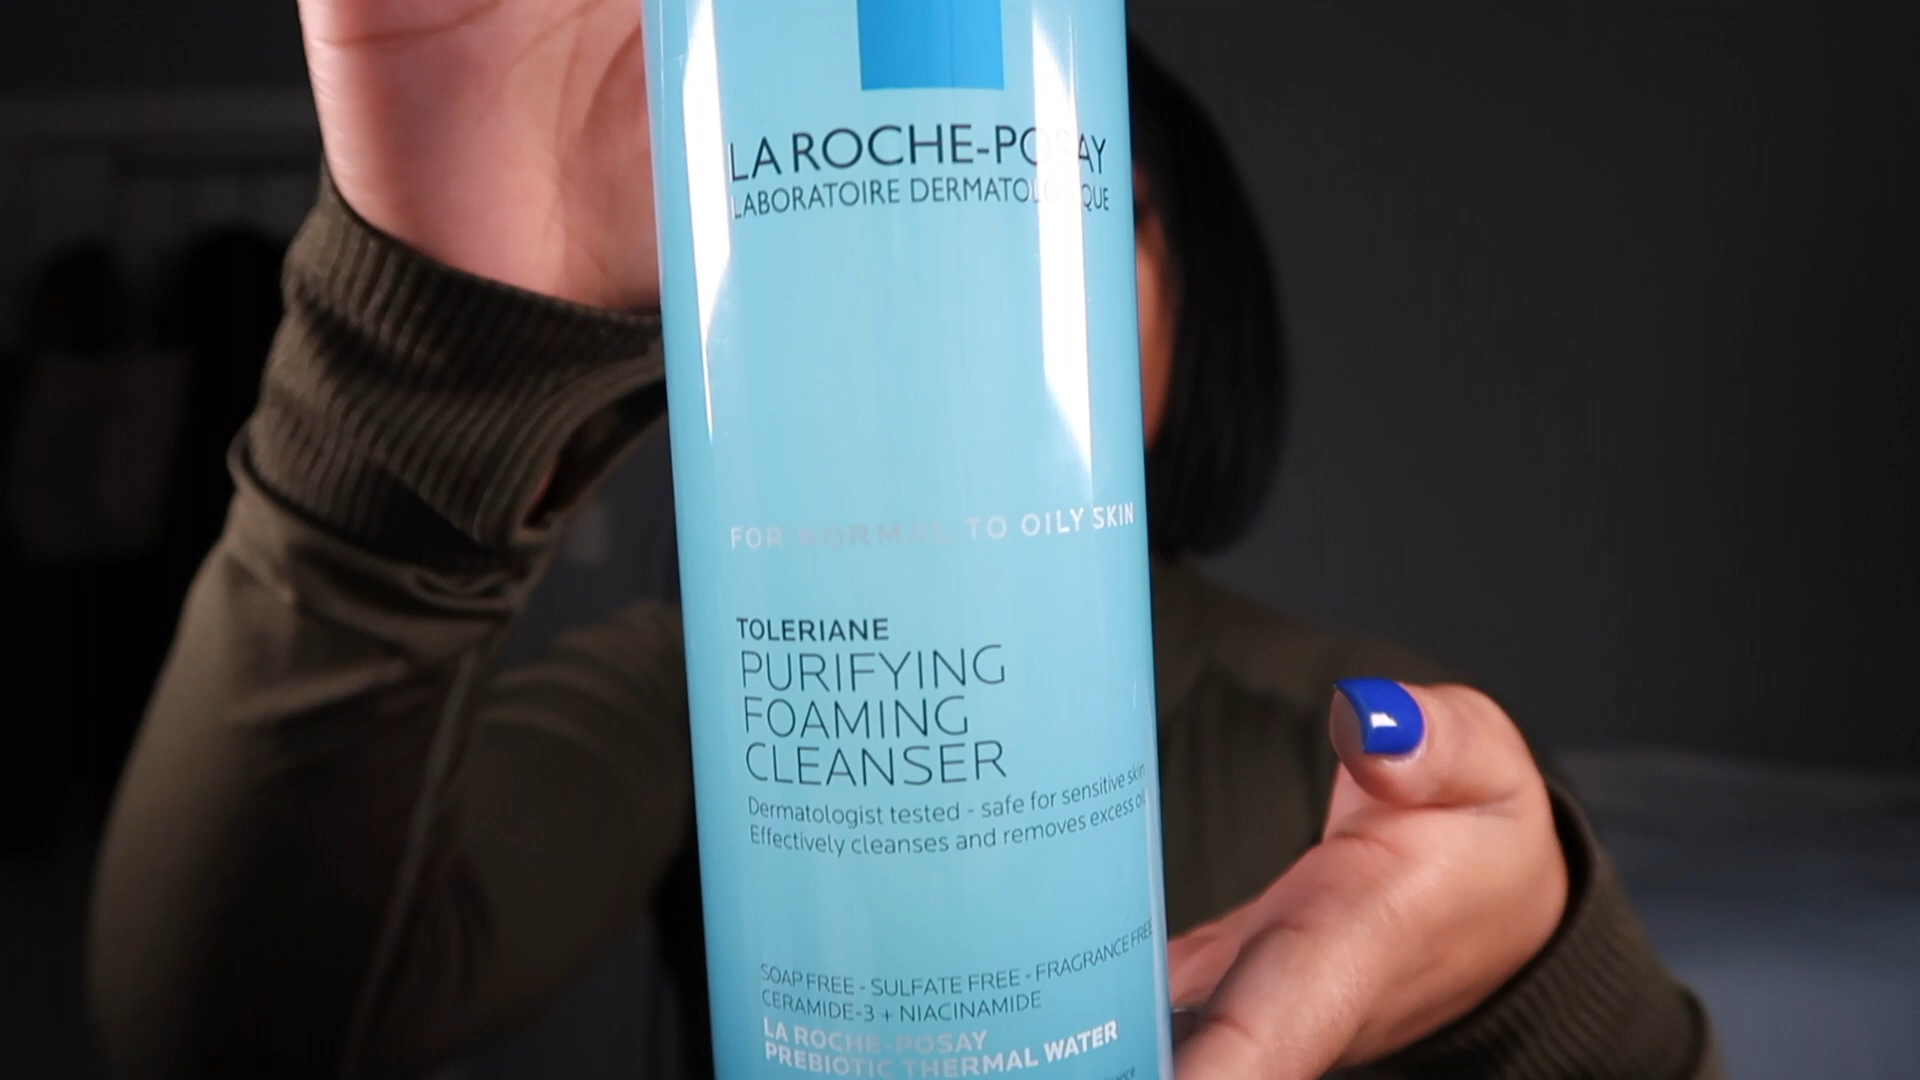 LA ROCHE-POSAY
LABORATOIRE DERMATOLOGIQUE
FOR NORMAL TO OILY SKIN
TOLERIANE
PURIFYING
FOAMING
CLEANSER
Dermatologist tested - safe for sensitive skin
Effectively cleanses and removes excess oil
SOAP FREE - SULFATE FREE - FRAGRANCE FREE
CERAMIDE-3 + NIACINAMIDE
LA ROCHE-POSAY
PREBIOTIC THERMAL WATER